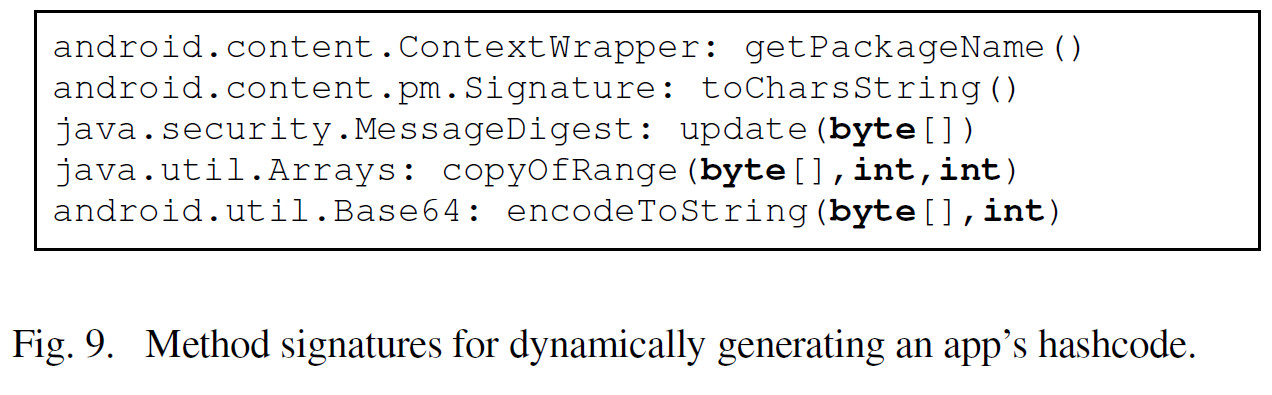 android.content.ContextWrapper: getPackageName()
android.content.pm.Signature: toCharsString()
java.security.MessageDigest: update(byte[])
java.util.Arrays: copyOfRange(byte[],int,int)
android.util.Base64: encodeToString(byte[],int)
Fig. 9. Method signatures for dynamically generating an app's hashcode.